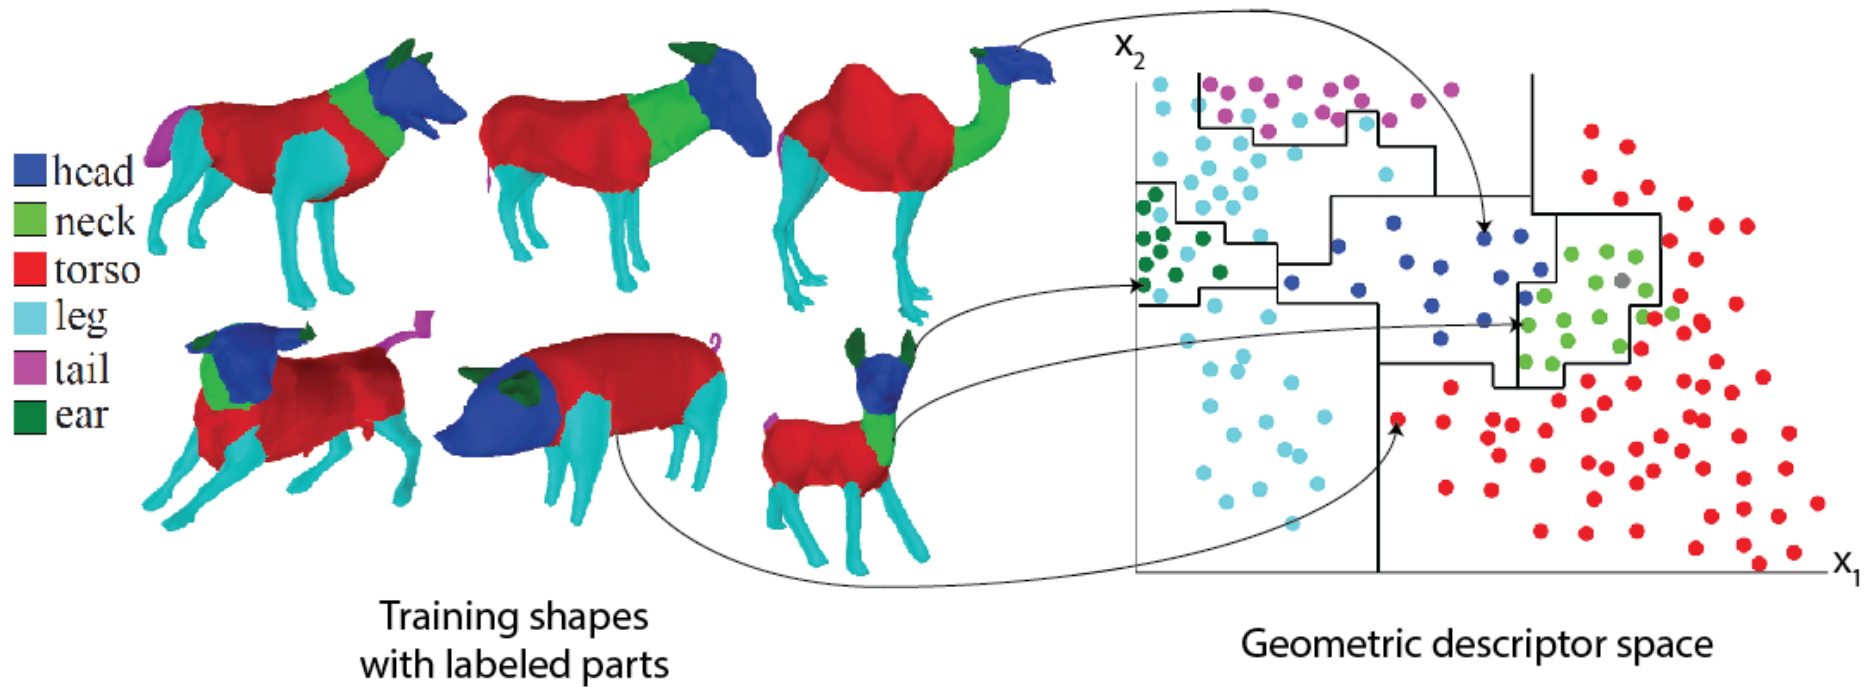 head
neck
torso
leg
tail
ear
Training shapes
with labeled parts
x₂
x₁
Geometric descriptor space